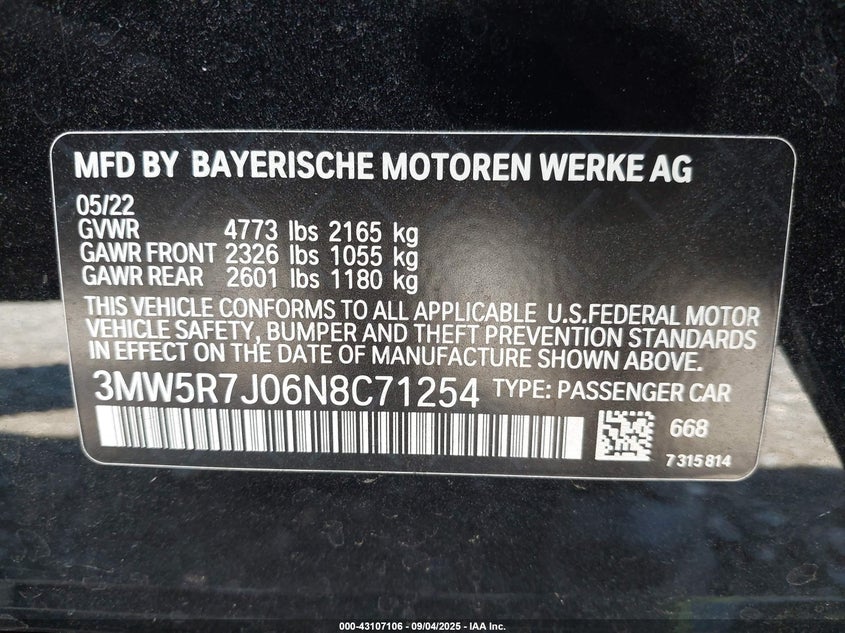 MFD BY BAYERISCHE MOTOREN WERKE AG
05/22
GVWR 4773 lbs 2165 kg
GAWR FRONT 2326 lbs 1055 kg
GAWR REAR 2601 lbs 1180 kg
THIS VEHICLE CONFORMS TO ALL APPLICABLE U.S.FEDERAL MOTOR
VEHICLE SAFETY, BUMPER AND THEFT PREVENTION STANDARDS
IN EFFECT ON THE DATE OF MANUFACTURE SHOWN ABOVE.
3MW5R7J06N8C71254 TYPE: PASSENGER CAR
668
7315814
000-43107106 - 09/04/2025 - IAA Inc.